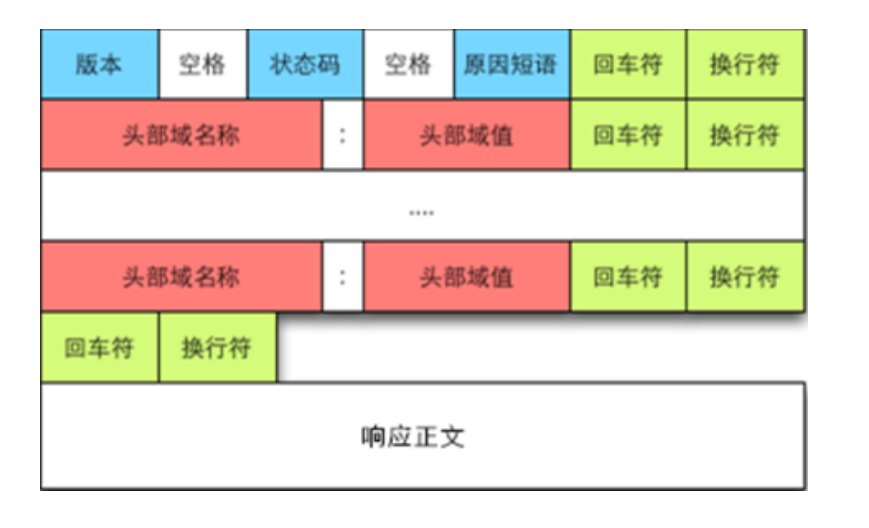 版本 空格 状态码 空格 原因短语 回车符 换行符
头部域名称 : 头部域值 回车符 换行符
....
头部域名称 : 头部域值 回车符 换行符
回车符 换行符
响应正文